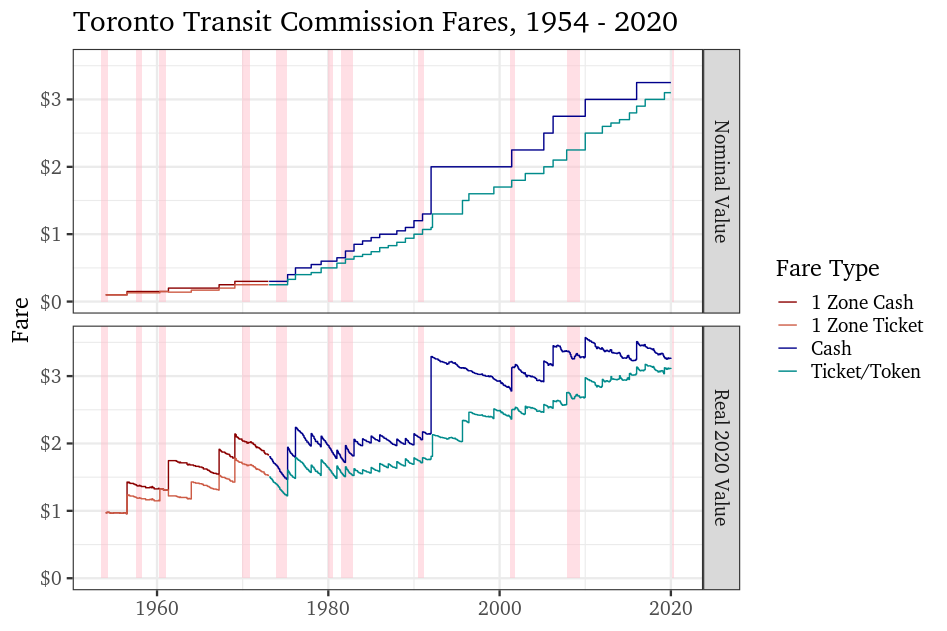 Toronto Transit Commission Fares, 1954 - 2020
Fare
$3
$2
$1
$0
Nominal Value
$3
$2
$1
$0
Real 2020 Value
1960
1980
2000
2020
Fare Type
1 Zone Cash
1 Zone Ticket
Cash
Ticket/Token